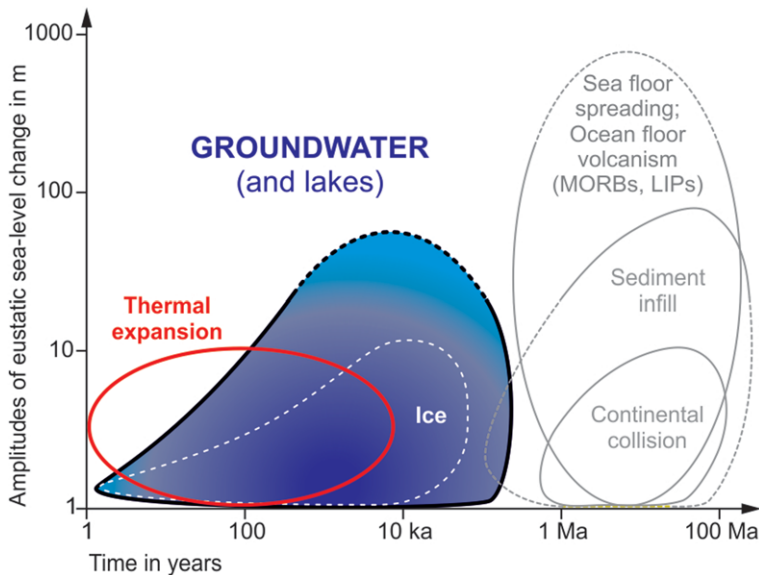 Amplitudes of eustatic sea-level change in m
1000
100
10
1
GROUNDWATER
(and lakes)
Thermal
expansion
Ice
Sea floor
spreading;
Ocean floor
volcanism
(MORBs, LIPs)
Sediment
infill
Continental
collision
1
100
10 ka
1 Ma
100 Ma
Time in years